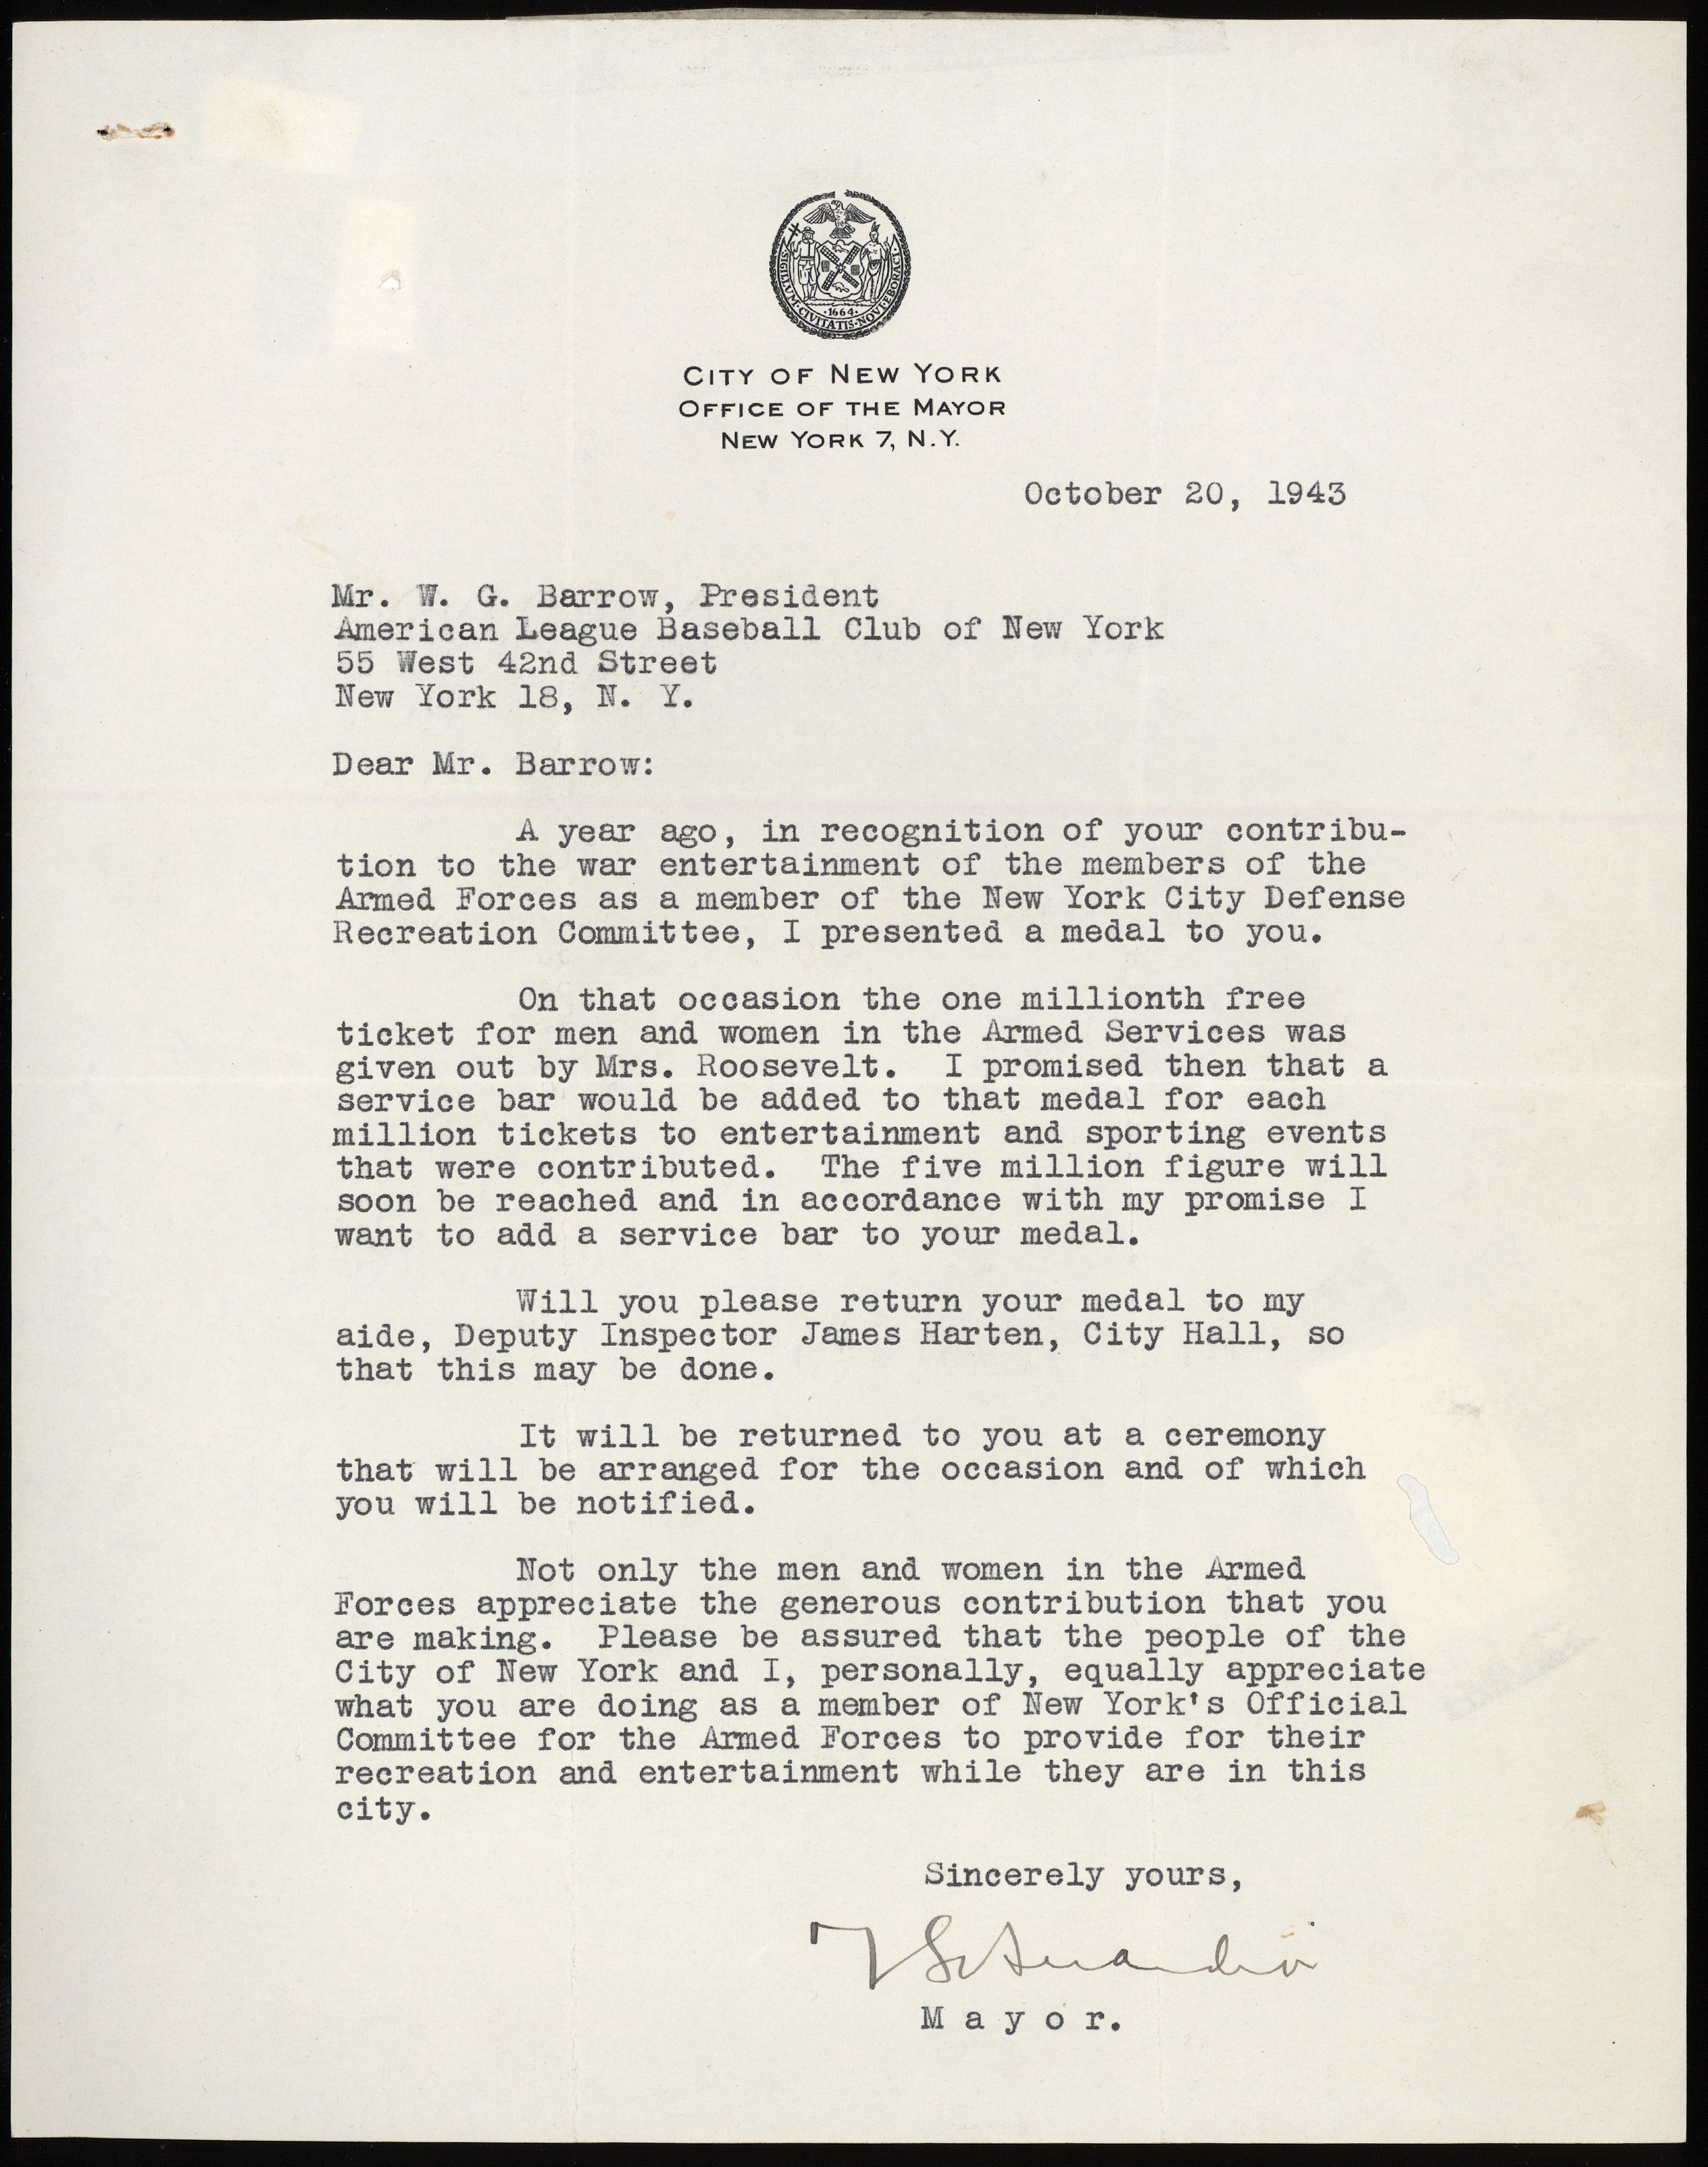 SIGILLVM·CIVITATIS·NOVI·EBORACI
·1664·
CITY OF NEW YORK
OFFICE OF THE MAYOR
NEW YORK 7, N.Y.
October 20, 1943
Mr. W. G. Barrow, President
American League Baseball Club of New York
55 West 42nd Street
New York 18, N. Y.
Dear Mr. Barrow:
A year ago, in recognition of your contribu-
tion to the war entertainment of the members of the
Armed Forces as a member of the New York City Defense
Recreation Committee, I presented a medal to you.
On that occasion the one millionth free
ticket for men and women in the Armed Services was
given out by Mrs. Roosevelt. I promised then that a
service bar would be added to that medal for each
million tickets to entertainment and sporting events
that were contributed. The five million figure will
soon be reached and in accordance with my promise I
want to add a service bar to your medal.
Will you please return your medal to my
aide, Deputy Inspector James Harten, City Hall, so
that this may be done.
It will be returned to you at a ceremony
that will be arranged for the occasion and of which
you will be notified.
Not only the men and women in the Armed
Forces appreciate the generous contribution that you
are making. Please be assured that the people of the
City of New York and I, personally, equally appreciate
what you are doing as a member of New York's Official
Committee for the Armed Forces to provide for their
recreation and entertainment while they are in this
city.
Sincerely yours,
M a y o r.